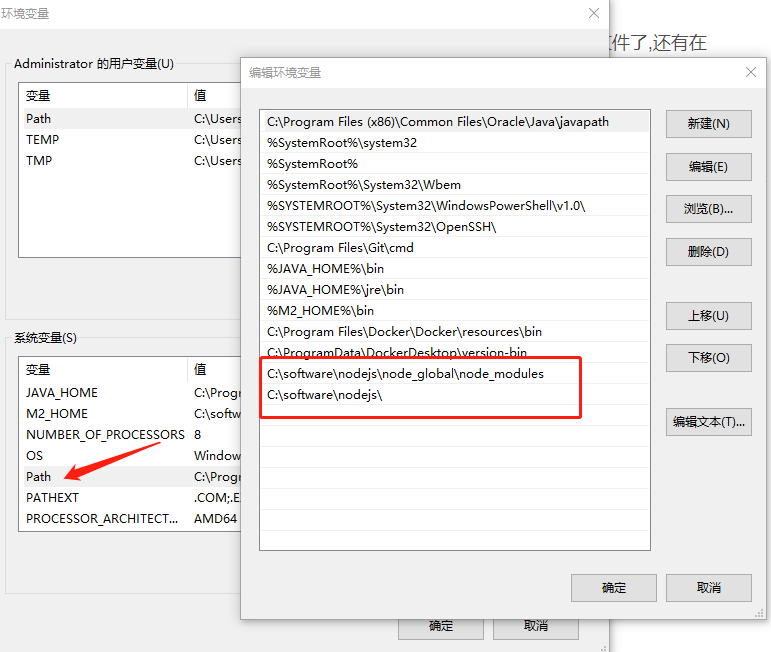 环境变量
件了,还有在
Administrator 的用户变量(U)
变量 值
Path C:\Users
TEMP C:\Users
TMP C:\Users
系统变量(S)
变量 值
JAVA_HOME C:\Progr
M2_HOME C:\softw
NUMBER_OF_PROCESSORS 8
OS Window
Path C:\Progr
PATHEXT .COM;.E
PROCESSOR_ARCHITECT... AMD64
确定 取消
编辑环境变量
C:\Program Files (x86)\Common Files\Oracle\Java\javapath
%SystemRoot%\system32
%SystemRoot%
%SystemRoot%\System32\Wbem
%SYSTEMROOT%\System32\WindowsPowerShell\v1.0\
%SYSTEMROOT%\System32\OpenSSH\
C:\Program Files\Git\cmd
%JAVA_HOME%\bin
%JAVA_HOME%\jre\bin
%M2_HOME%\bin
C:\Program Files\Docker\Docker\resources\bin
C:\ProgramData\DockerDesktop\version-bin
C:\software\nodejs\node_global\node_modules
C:\software\nodejs\
新建(N)
编辑(E)
浏览(B)...
删除(D)
上移(U)
下移(O)
编辑文本(T)...
确定 取消